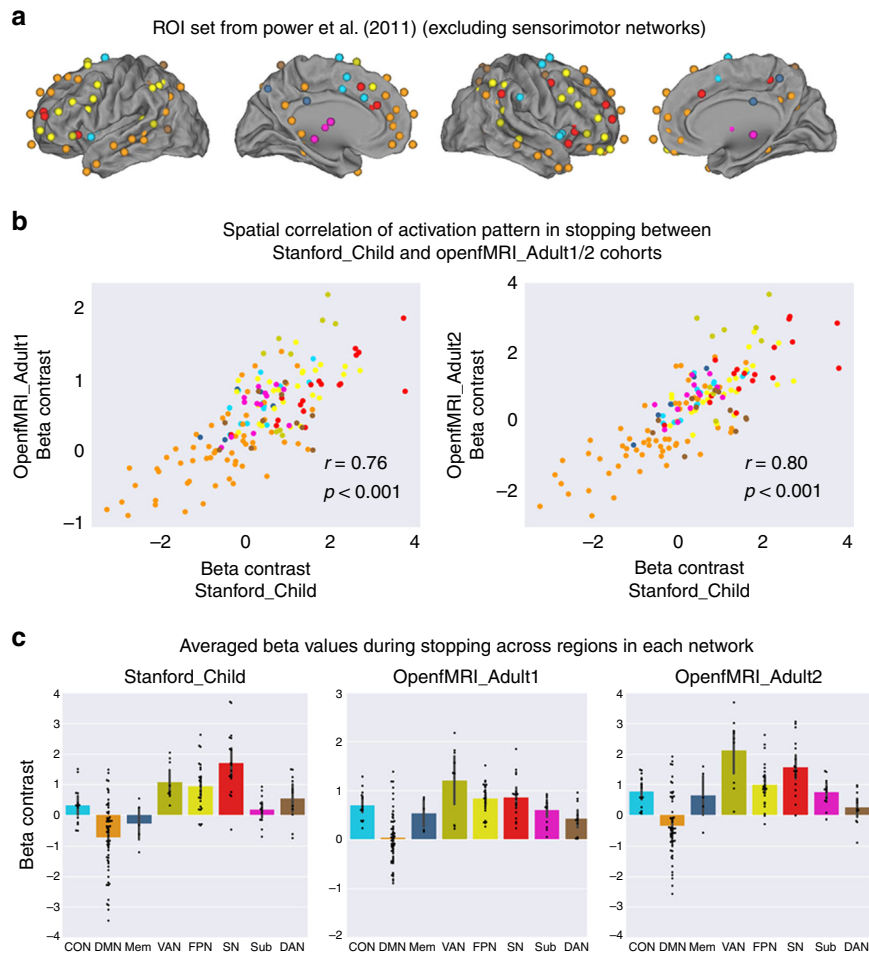 a
ROI set from power et al. (2011) (excluding sensorimotor networks)
b
Spatial correlation of activation pattern in stopping between
Stanford_Child and openfMRI_Adult1/2 cohorts
OpenfMRI_Adult1
Beta contrast
2
1
0
−1
r = 0.76
p < 0.001
−2
0
2
4
Beta contrast
Stanford_Child
OpenfMRI_Adult2
Beta contrast
4
2
0
−2
r = 0.80
p < 0.001
−2
0
2
4
Beta contrast
Stanford_Child
c
Averaged beta values during stopping across regions in each network
Stanford_Child
Beta contrast
4
3
2
1
0
−1
−2
−3
−4
CON DMN Mem VAN FPN SN Sub DAN
OpenfMRI_Adult1
3
2
1
0
−1
−2
CON DMN Mem VAN FPN SN Sub DAN
OpenfMRI_Adult2
4
3
2
1
0
−1
−2
−3
−4
CON DMN Mem VAN FPN SN Sub DAN